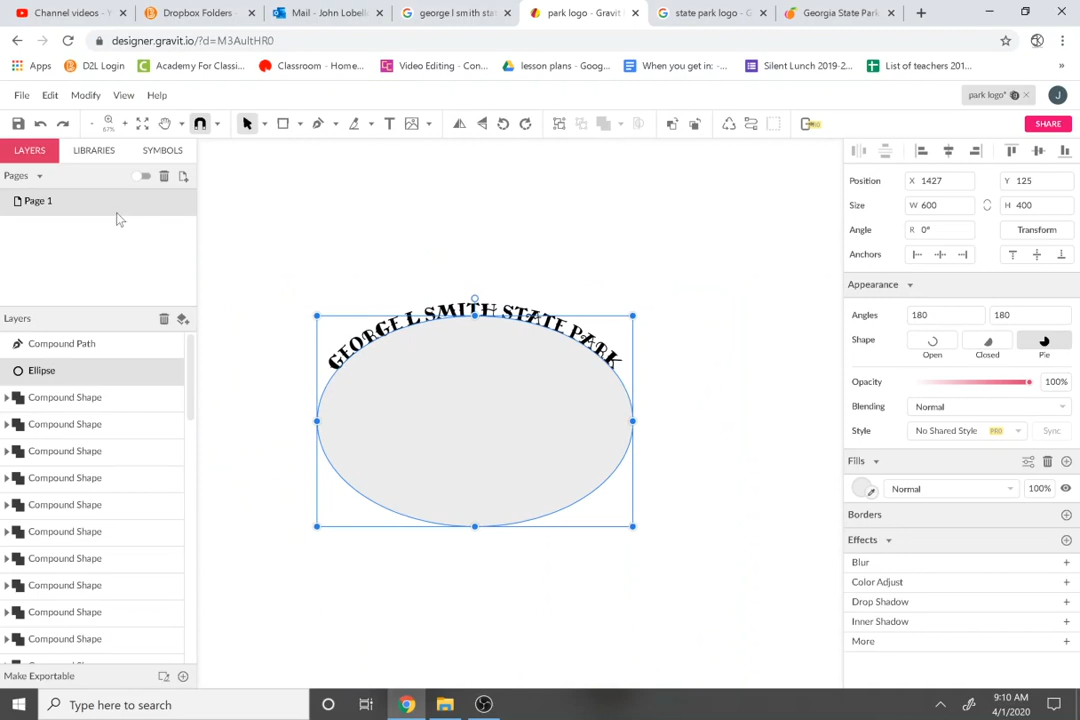 Channel videos - Y
Dropbox Folders -
Mail - John Lobell
george l smith sta
park logo - Gravit
state park logo - G
Georgia State Park
designer.gravit.io/?d=M3AultHR0
Apps
D2L Login
Academy For Classi...
Classroom - Home...
Video Editing - Con...
lesson plans - Goog...
When you get in: -...
Silent Lunch 2019-2...
List of teachers 201...
»
File
Edit
Modify
View
Help
park logo*
J
67%
PRO
SHARE
LAYERS
LIBRARIES
SYMBOLS
Pages
Page 1
Layers
Compound Path
Ellipse
Compound Shape
Compound Shape
Compound Shape
Compound Shape
Compound Shape
Compound Shape
Compound Shape
Compound Shape
Compound Shape
Compound Shape
Make Exportable
GEORGE L SMITH STATE PARK
Position
X 1427
Y 125
Size
W 600
H 400
Angle
R 0°
Transform
Anchors
Appearance
Angles
180
180
Shape
Open
Closed
Pie
Opacity
100%
Blending
Normal
Style
No Shared Style
PRO
Sync
Fills
Normal
100%
Borders
Effects
Blur
Color Adjust
Drop Shadow
Inner Shadow
More
Type here to search
9:10 AM
4/1/2020